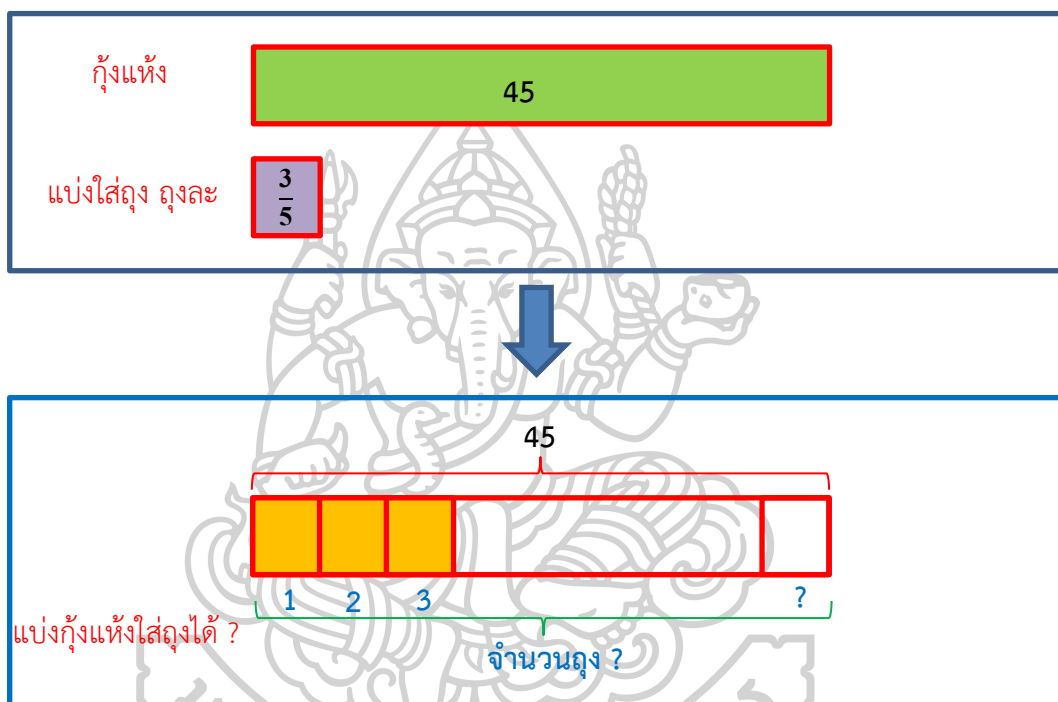 กุ้งแห้ง
45
แบ่งใส่ถุง ถุงละ
3
5
45
1 2 3 ?
แบ่งกุ้งแห้งใส่ถุงได้ ?
จำนวนถุง ?